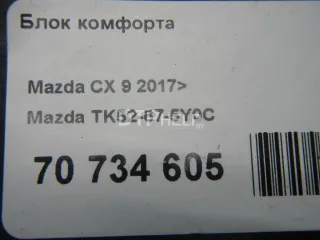 Блок комфорта
Mazda CX 9 2017>
Mazda TK52-67-5Y0C
70 734 605